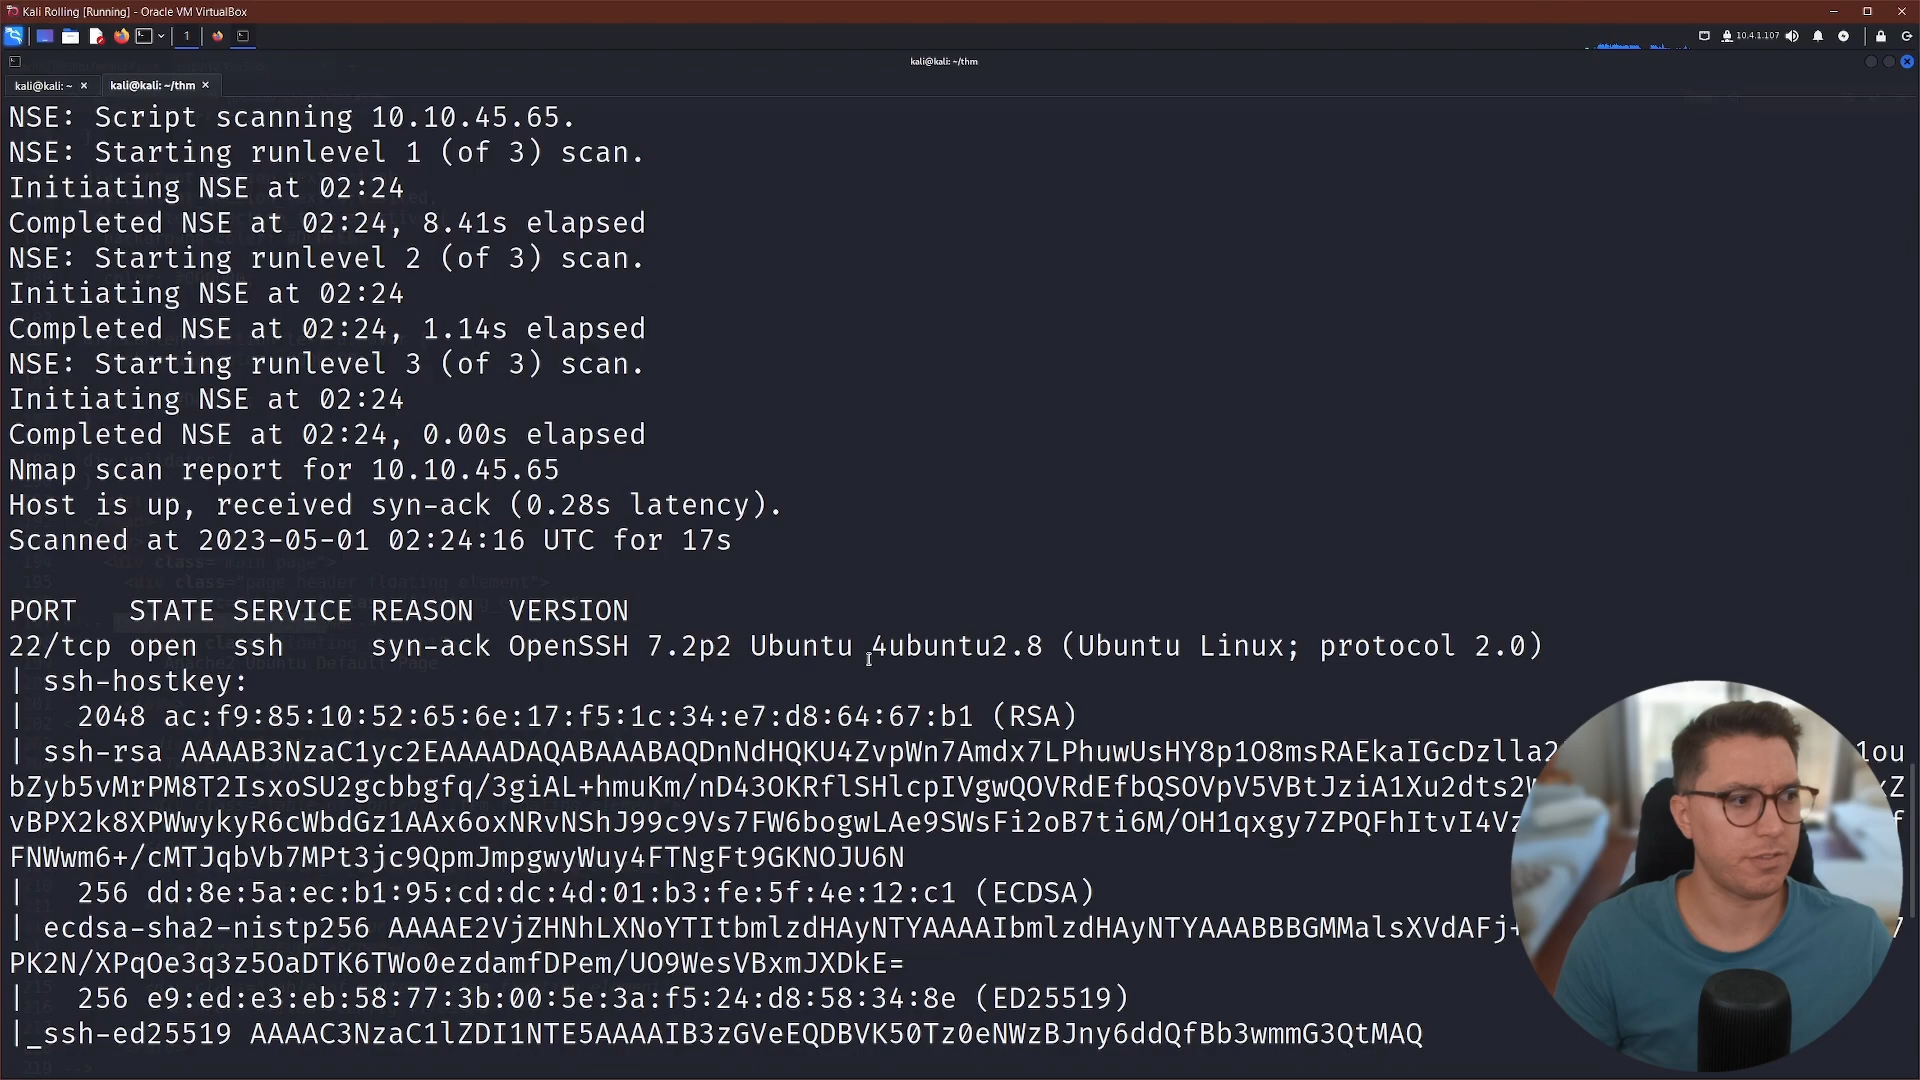 Kali Rolling [Running] - Oracle VM VirtualBox
1
10.4.1.107
kali@kali: ~/thm
kali@kali: ~ ×
kali@kali: ~/thm ×
NSE: Script scanning 10.10.45.65.
NSE: Starting runlevel 1 (of 3) scan.
Initiating NSE at 02:24
Completed NSE at 02:24, 8.41s elapsed
NSE: Starting runlevel 2 (of 3) scan.
Initiating NSE at 02:24
Completed NSE at 02:24, 1.14s elapsed
NSE: Starting runlevel 3 (of 3) scan.
Initiating NSE at 02:24
Completed NSE at 02:24, 0.00s elapsed
Nmap scan report for 10.10.45.65
Host is up, received syn-ack (0.28s latency).
Scanned at 2023-05-01 02:24:16 UTC for 17s
PORT STATE SERVICE REASON VERSION
22/tcp open ssh syn-ack OpenSSH 7.2p2 Ubuntu 4ubuntu2.8 (Ubuntu Linux; protocol 2.0)
| ssh-hostkey:
| 2048 ac:f9:85:10:52:65:6e:17:f5:1c:34:e7:d8:64:67:b1 (RSA)
| ssh-rsa AAAAB3NzaC1yc2EAAAADAQABAAABAQDnNdHQKU4ZvpWn7Amdx7LPhuwUsHY8p1O8msRAEkaIGcDzlla2 1ou
bZyb5vMrPM8T2IsxoSU2gcbbgfq/3giAL+hmuKm/nD43OKRflSHlcpIVgwQOVRdEfbQSOVpV5VBtJziA1Xu2dts2W xZ
vBPX2k8XPWwykyR6cWbdGz1AAx6oxNRvNShJ99c9Vs7FW6bogwLAe9SWsFi2oB7ti6M/OH1qxgy7ZPQFhItvI4Vz f
FNWwm6+/cMTJqbVb7MPt3jc9QpmJmpgwyWuy4FTNgFt9GKNOJU6N
| 256 dd:8e:5a:ec:b1:95:cd:dc:4d:01:b3:fe:5f:4e:12:c1 (ECDSA)
| ecdsa-sha2-nistp256 AAAAE2VjZHNhLXNoYTItbmlzdHAyNTYAAAAIbmlzdHAyNTYAAABBBGMMalsXVdAFj+ 7
PK2N/XPqOe3q3z5OaDTK6TWo0ezdamfDPem/UO9WesVBxmJXDkE=
| 256 e9:ed:e3:eb:58:77:3b:00:5e:3a:f5:24:d8:58:34:8e (ED25519)
|_ssh-ed25519 AAAAC3NzaC1lZDI1NTE5AAAAIB3zGVeEQDBVK50Tz0eNWzBJny6ddQfBb3wmmG3QtMAQ